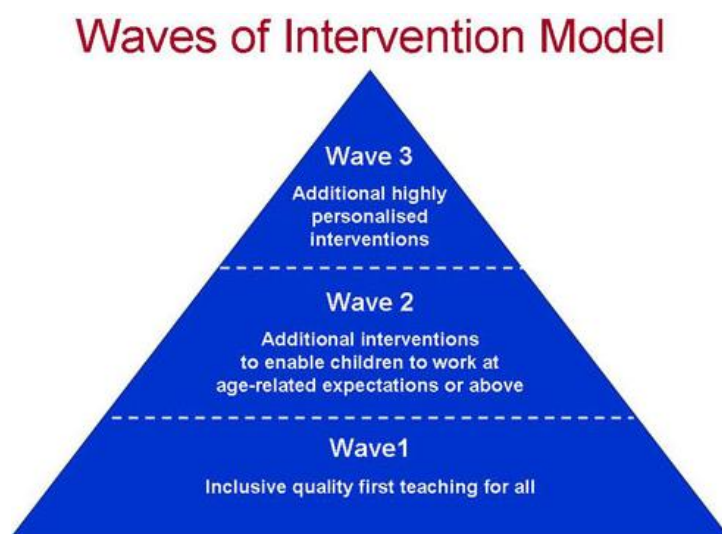 Waves of Intervention Model
Wave 3
Additional highly
personalised
interventions
Wave 2
Additional interventions
to enable children to work at
age-related expectations or above
Wave1
Inclusive quality first teaching for all